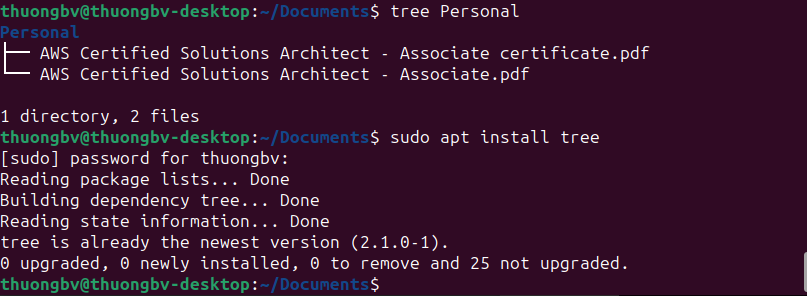 thuongbv@thuongbv-desktop:~/Documents$ tree Personal
Personal
├── AWS Certified Solutions Architect - Associate certificate.pdf
└── AWS Certified Solutions Architect - Associate.pdf
1 directory, 2 files
thuongbv@thuongbv-desktop:~/Documents$ sudo apt install tree
[sudo] password for thuongbv:
Reading package lists... Done
Building dependency tree... Done
Reading state information... Done
tree is already the newest version (2.1.0-1).
0 upgraded, 0 newly installed, 0 to remove and 25 not upgraded.
thuongbv@thuongbv-desktop:~/Documents$